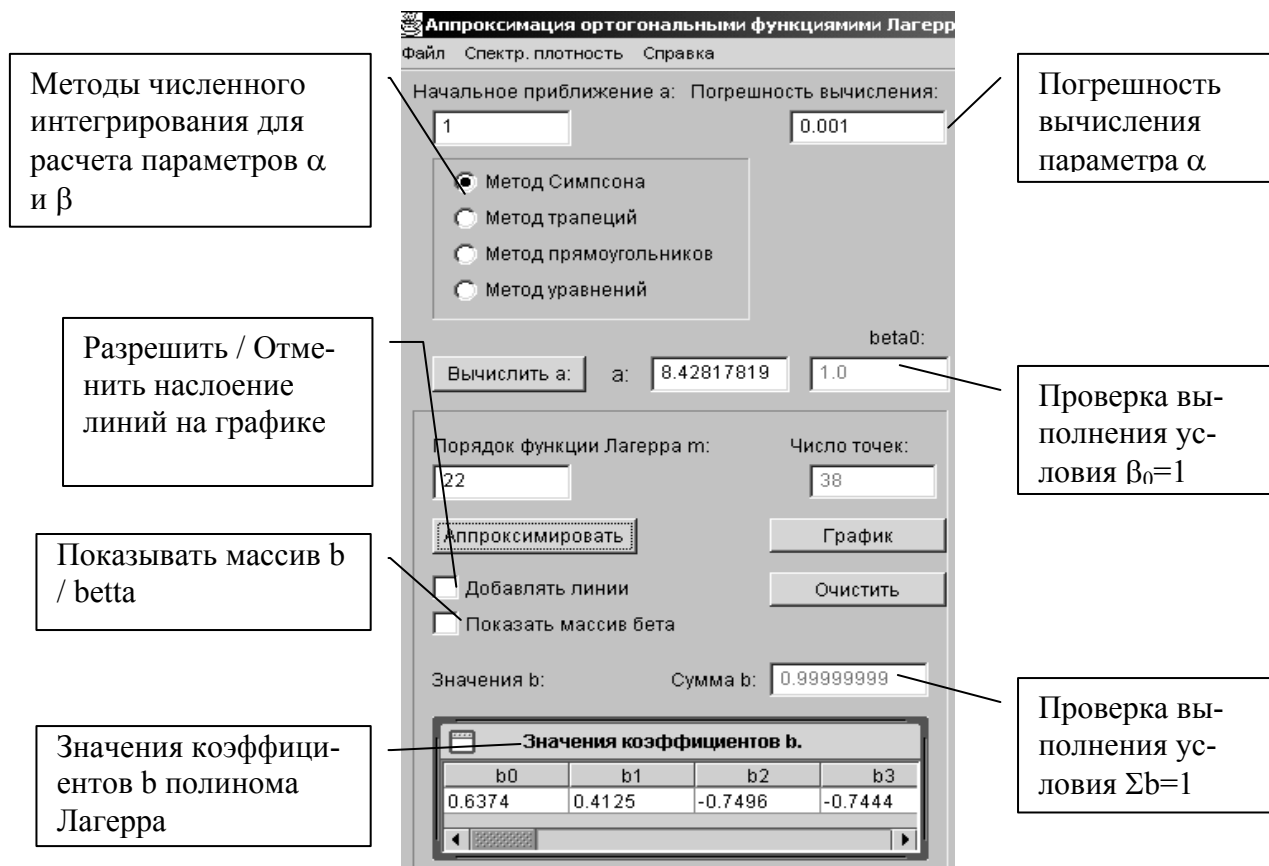 Аппроксимация ортогональными функциямими Лагерр
Файл Спектр. плотность Справка
Методы численного
интегрирования для
расчета параметров α
и β
Начальное приближение a: Погрешность вычисления:
1 0.001
Погрешность
вычисления
параметра α
Метод Симпсона
Метод трапеций
Метод прямоугольников
Метод уравнений
Разрешить / Отме-
нить наслоение
линий на графике
beta0:
Вычислить a: a: 8.42817819 1.0
Проверка вы-
полнения ус-
ловия β₀=1
Порядок функции Лагерра m: Число точек:
22 38
Аппроксимировать График
Показывать массив b
/ betta
Добавлять линии Очистить
Показать массив бета
Значения b: Сумма b: 0.99999999
Проверка вы-
полнения ус-
ловия Σb=1
Значения коэффици-
ентов b полинома
Лагерра
Значения коэффициентов b.
b0 b1 b2 b3
0.6374 0.4125 -0.7496 -0.7444